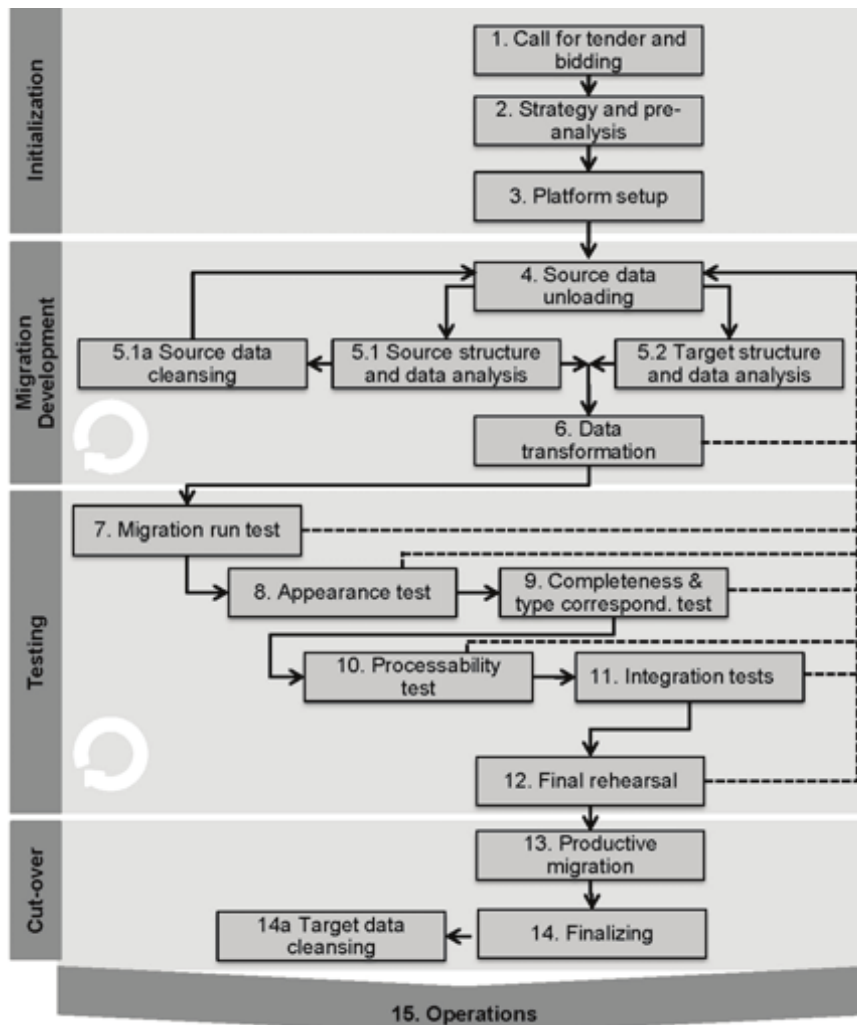 Initialization
1. Call for tender and
bidding
2. Strategy and pre-
analysis
3. Platform setup
Migration
Development
4. Source data
unloading
5.1a Source data
cleansing
5.1 Source structure
and data analysis
5.2 Target structure
and data analysis
6. Data
transformation
Testing
7. Migration run test
8. Appearance test
9. Completeness &
type correspond. test
10. Processability
test
11. Integration tests
12. Final rehearsal
Cut-over
13. Productive
migration
14a Target data
cleansing
14. Finalizing
15. Operations